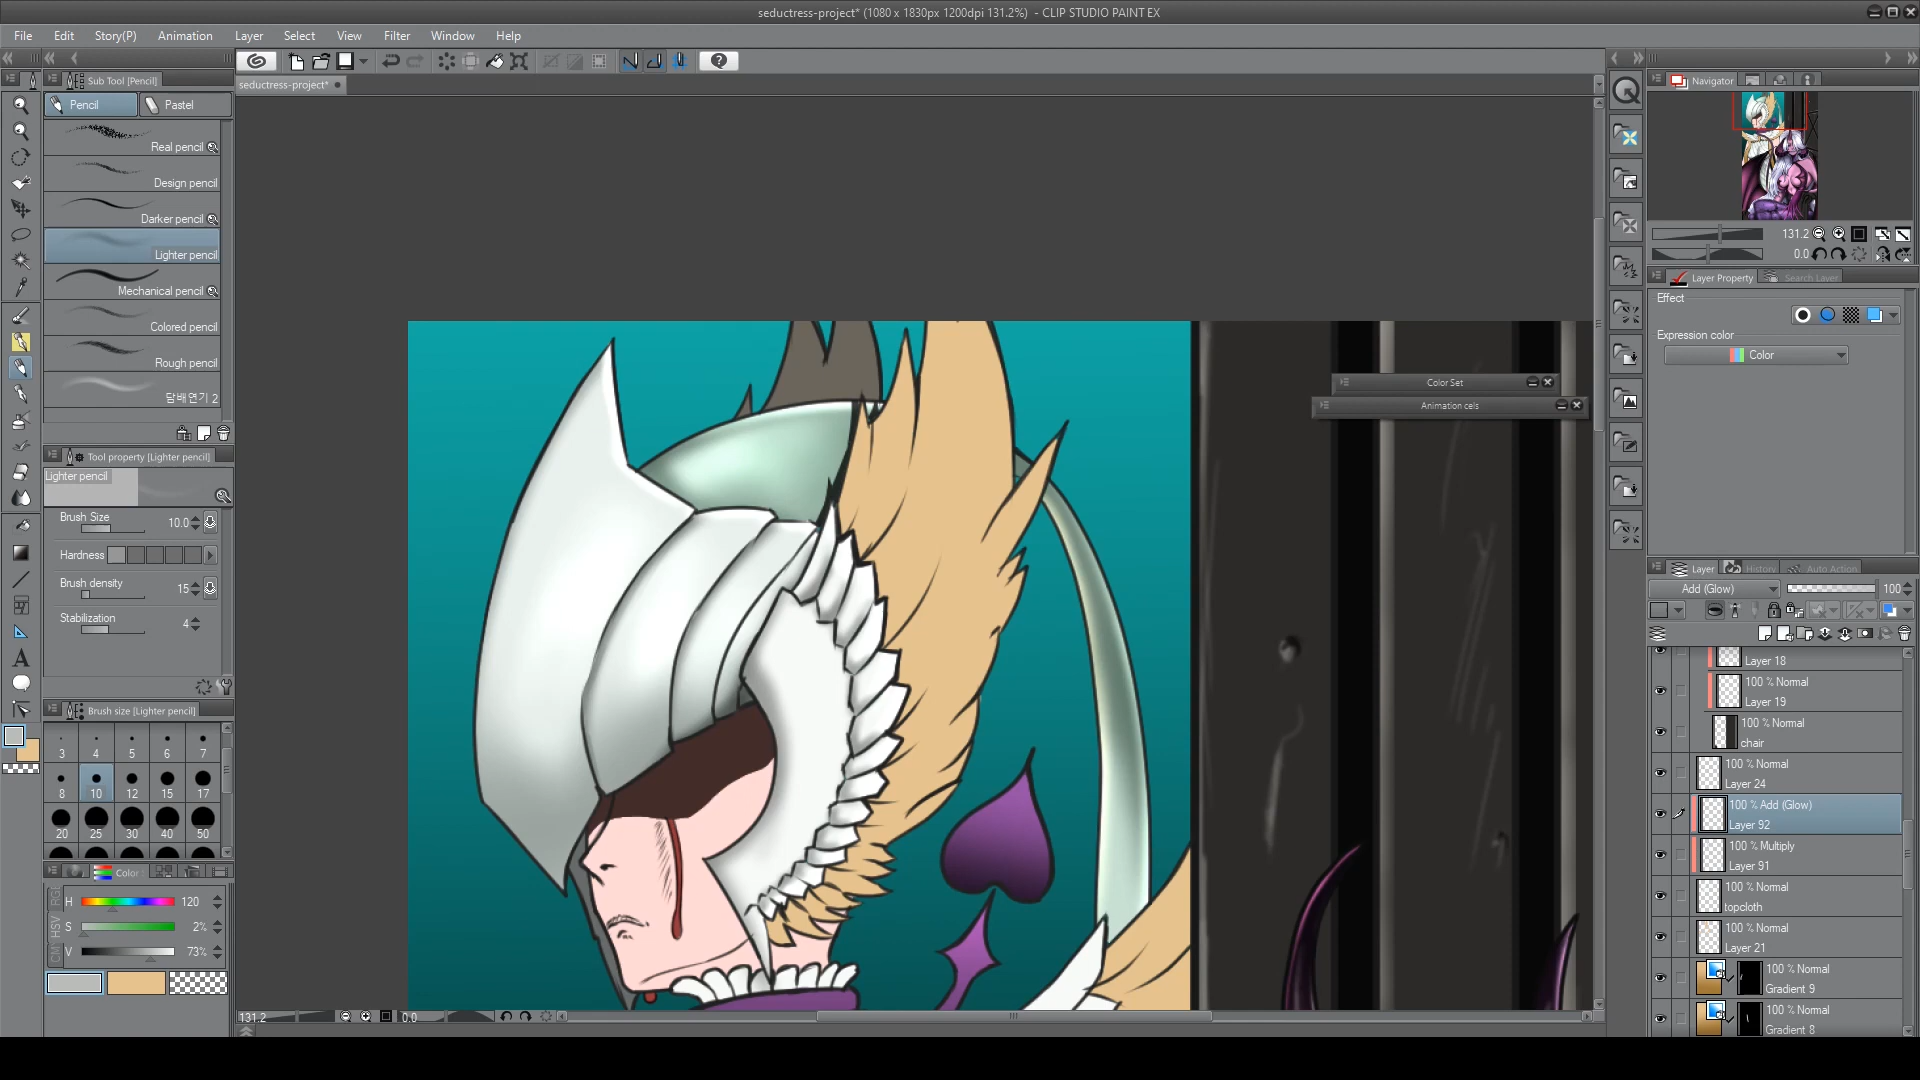 seductress-project* (1080 x 1830px 1200dpi 131.2%)  - CLIP STUDIO PAINT EX
File
Edit
Story(P)
Animation
Layer
Select
View
Filter
Window
Help
Sub Tool [Pencil]
seductress-project*
Pencil
Pastel
Real pencil
Design pencil
Darker pencil
Lighter pencil
Mechanical pencil
Colored pencil
Rough pencil
담배연기 2
Tool property [Lighter pencil]
Lighter pencil
Brush Size
10.0
Hardness
Brush density
15
Stabilization
4
Brush size [Lighter pencil]
3
4
5
6
7
8
10
12
15
17
20
25
30
40
50
Color
H
120
S
2%
V
73%
RGB
HSV
131.2
0.0
Color Set
Animation cels
Navigator
131.2
0.0
Layer Property
Search Layer
Effect
Expression color
Color
Layer
History
Auto Action
Add (Glow)
100
Layer 18
100 % Normal
Layer 19
100 % Normal
chair
100 % Normal
Layer 24
100 % Add (Glow)
Layer 92
100 % Multiply
Layer 91
100 % Normal
topcloth
100 % Normal
Layer 21
100 % Normal
Gradient 9
100 % Normal
Gradient 8